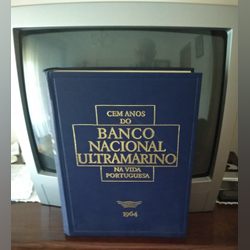 CEM ANOS
DO
BANCO
NACIONAL
ULTRAMARINO
NA VIDA
PORTUGUESA
1964